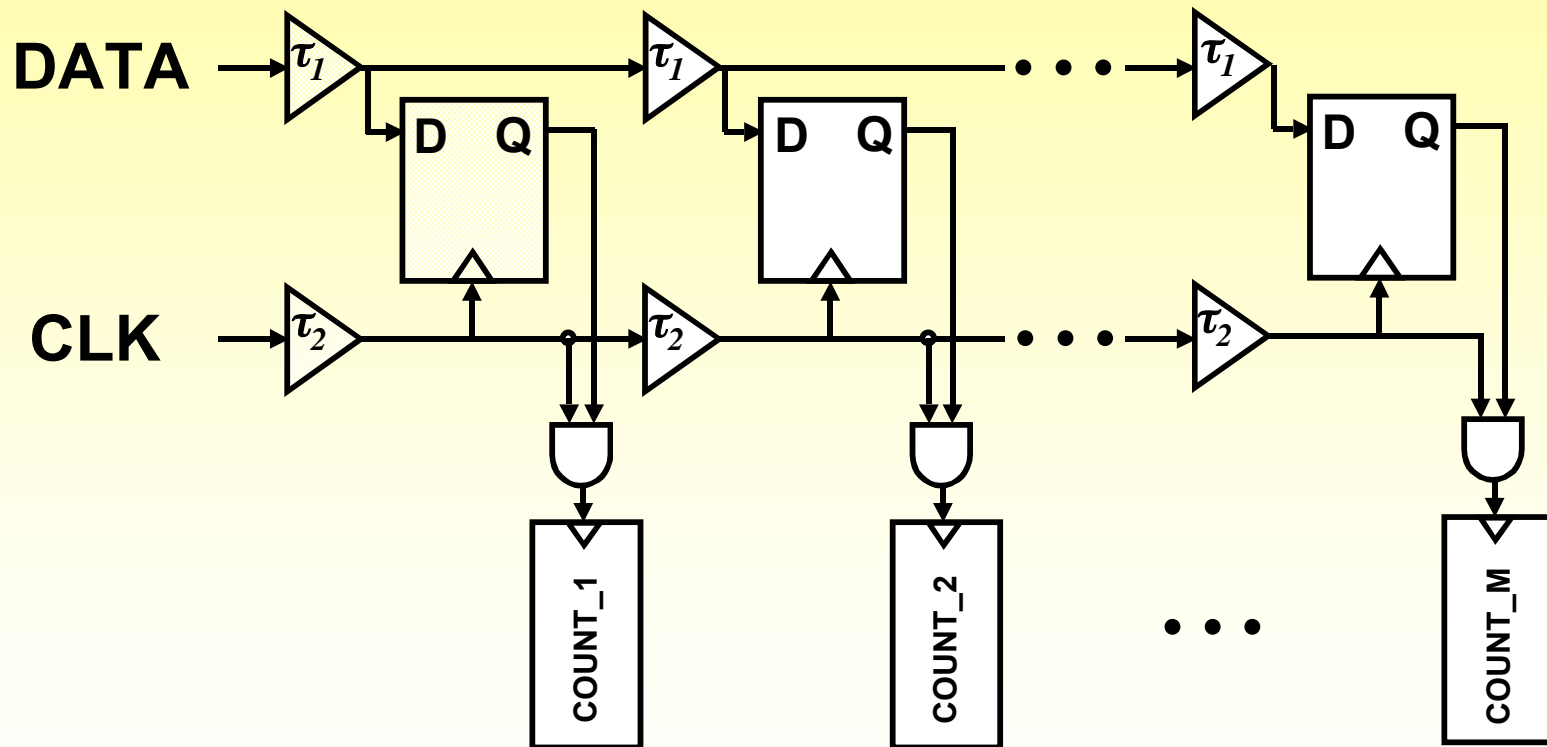 DATA
τ1
τ1
τ1
D Q
D Q
D Q
CLK
τ2
τ2
τ2
COUNT_1
COUNT_2
COUNT_M